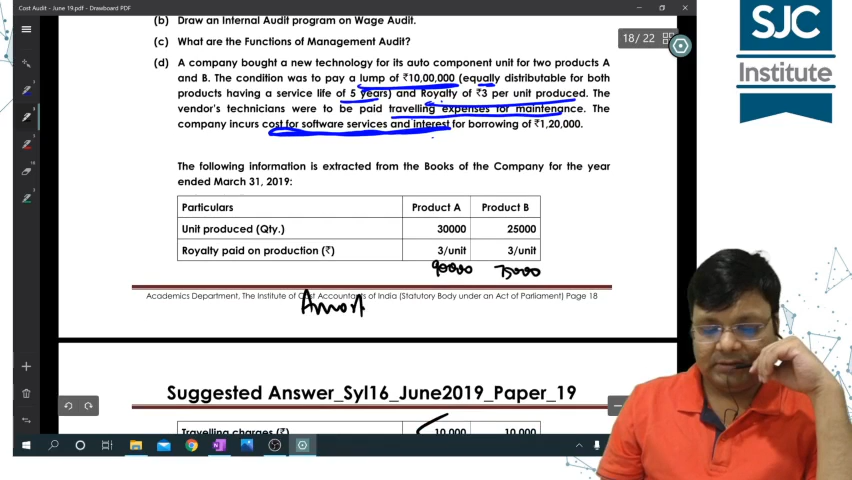 Cost Audit - June 19.pdf - Drawboard PDF
(b) Draw an Internal Audit program on Wage Audit.
(c) What are the Functions of Management Audit?
18 / 22
(d) A company bought a new technology for its auto component unit for two products A
and B. The condition was to pay a lump of ₹10,00,000 (equally distributable for both
products having a service life of 5 years) and Royalty of ₹3 per unit produced. The
vendor's technicians were to be paid travelling expenses for maintenance. The
company incurs cost for software services and interest for borrowing of ₹1,20,000.
The following information is extracted from the Books of the Company for the year
ended March 31, 2019:
Particulars Product A Product B
Unit produced (Qty.) 30000 25000
Royalty paid on production (₹) 3/unit 3/unit
90000 75000
Academics Department, The Institute of Cost Accountants of India (Statutory Body under an Act of Parliament) Page 18
Amort
Suggested Answer_Syl16_June2019_Paper_19
Travelling charges (₹) 10,000 10,000
SJC
Institute